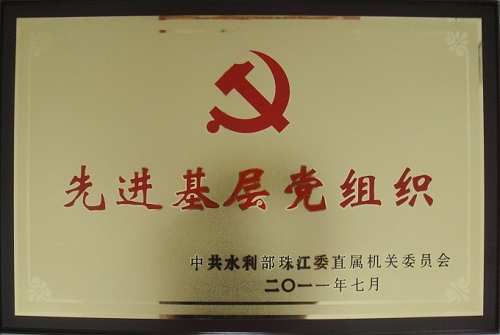 先进基层党组织
中共水利部珠江委直属机关委员会
二〇一一年七月